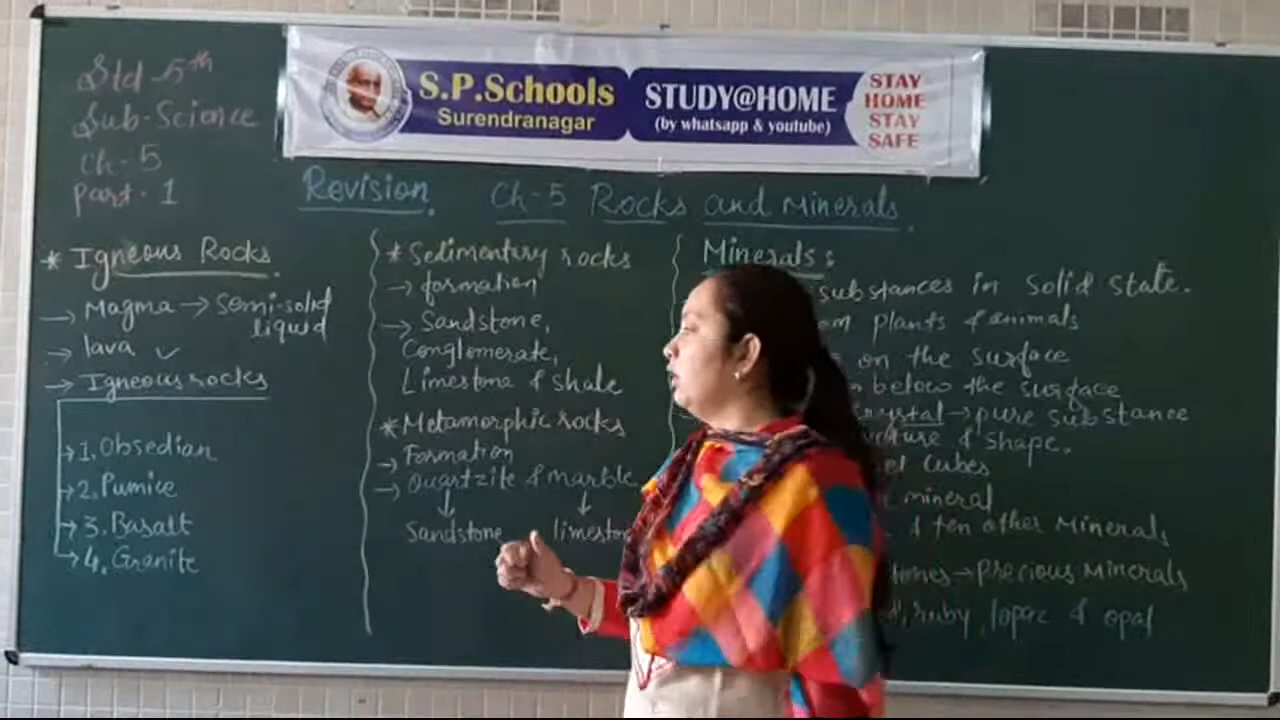 S.P.Schools
Surendranagar
STUDY@HOME
(by whatsapp & youtube)
STAY
HOME
STAY
SAFE
Std-5th
Sub-Science
Ch-5
part-1
Revision
Ch-5 Rocks and Minerals.
* Igneous Rocks.
→ Magma → semi-solid
liquid
→ lava ✓
→ Igneous rocks
→ 1. Obsedian
→ 2. Pumice
→ 3. Basalt
→ 4. Granite
* Sedimentary rocks
→ formation
→ Sandstone,
Conglomerate,
Limestone & shale
* Metamorphic rocks
→ Formation
→ Quartzite & marble
↓ ↓
Sandstone
Minerals:
substances in solid state.
plants & animals
on the surface
below the surface
crystal → pure substance
& shape.
cubes
mineral
& ten other Minerals
→ precious Minerals
ruby, topaz & opal